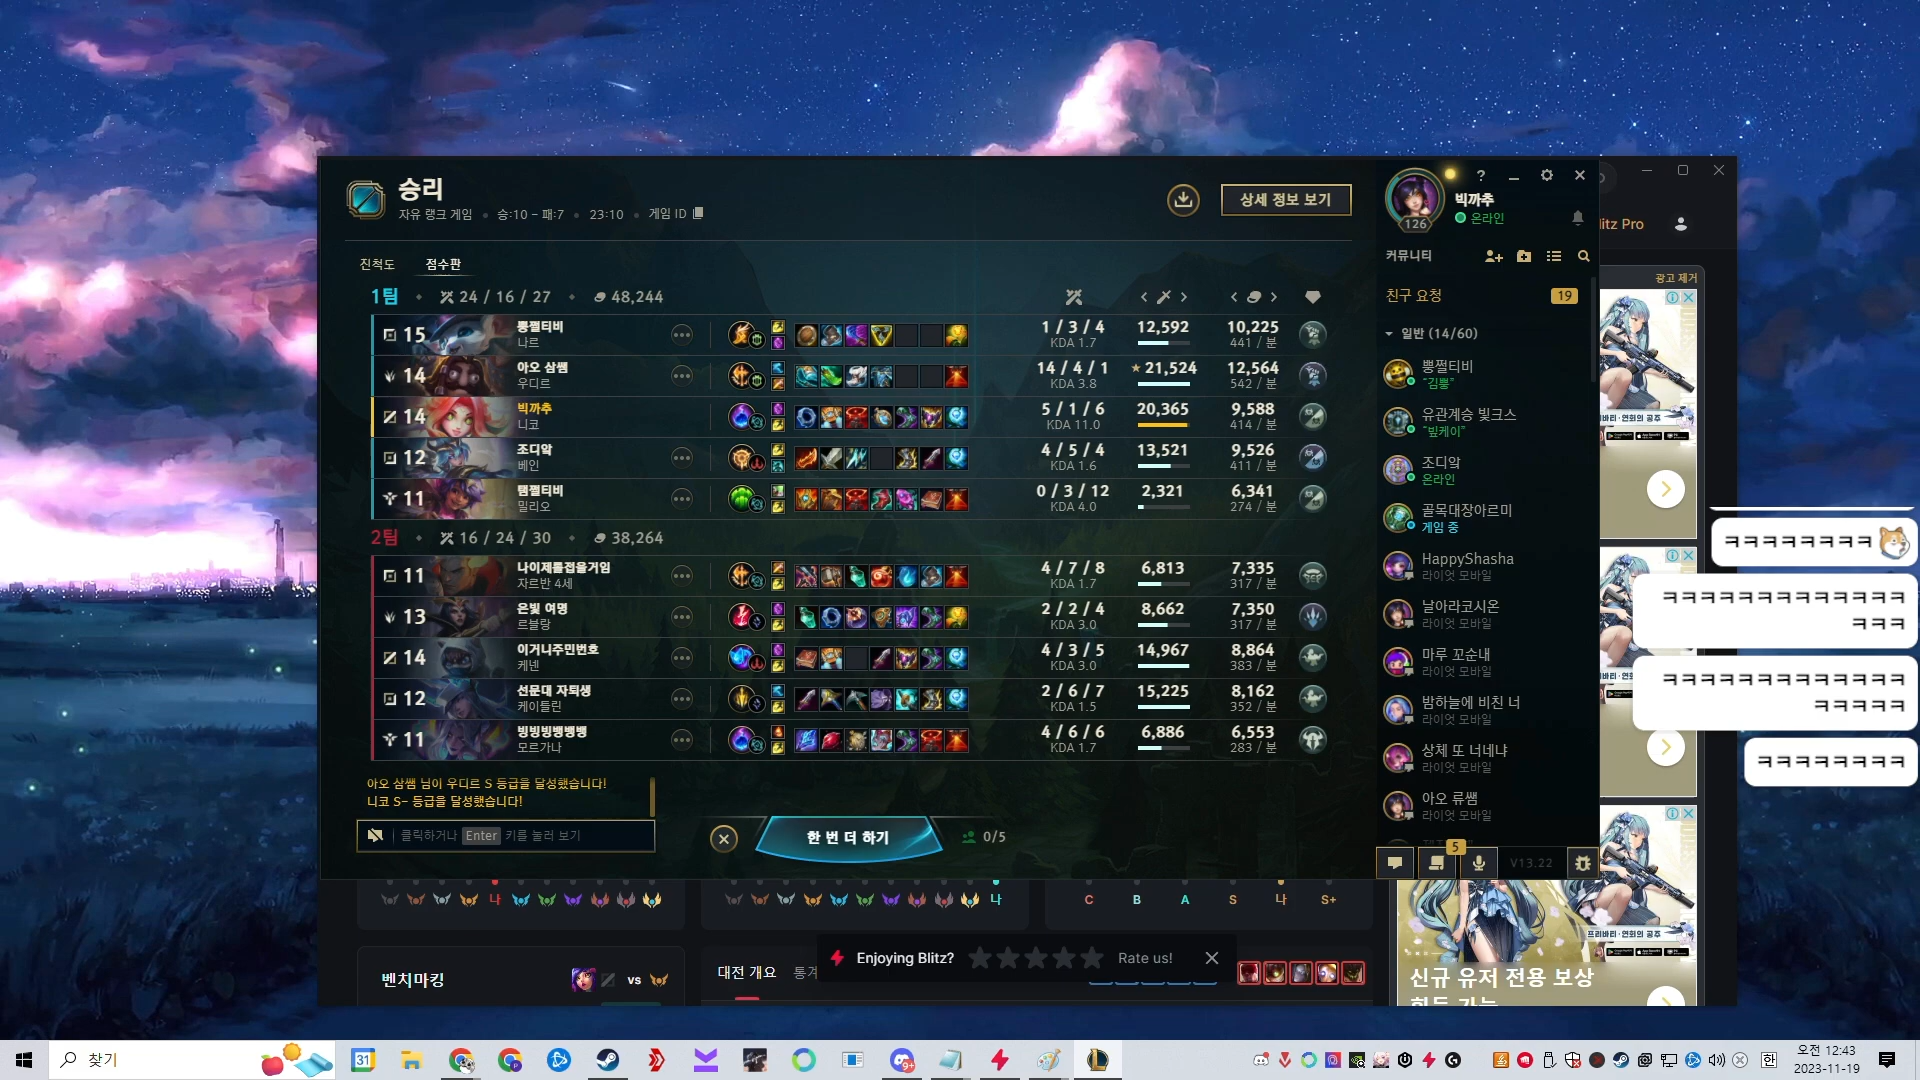 승리
자유 랭크 게임 • 승:10 - 패:7 • 23:10 • 게임 ID
상세 정보 보기
진척도 점수판
1팀 • 24 / 16 / 27 • 48,244
15 뽕쩔티비 1 / 3 / 4 12,592 10,225
나르 KDA 1.7 441 / 분
14 아오 삼쌤 14 / 4 / 1 21,524 12,564
우디르 KDA 3.8 542 / 분
14 빅까추 5 / 1 / 6 20,365 9,588
니코 KDA 11.0 414 / 분
12 조디악 4 / 5 / 4 13,521 9,526
베인 KDA 1.6 411 / 분
11 탬쩔티비 0 / 3 / 12 2,321 6,341
밀리오 KDA 4.0 274 / 분
2팀 • 16 / 24 / 30 • 38,264
11 나이제롤접을거임 4 / 7 / 8 6,813 7,335
자르반 4세 KDA 1.7 317 / 분
13 은빛 여명 2 / 2 / 4 8,662 7,350
르블랑 KDA 3.0 317 / 분
14 이거니주민번호 4 / 3 / 5 14,967 8,864
케넨 KDA 3.0 383 / 분
12 선문대 자퇴생 2 / 6 / 7 15,225 8,162
케이틀린 KDA 1.5 352 / 분
11 빙빙빙뱅뱅뱅 4 / 6 / 6 6,886 6,553
모르가나 KDA 1.7 283 / 분
아오 삼쌤 님이 우디르 S 등급을 달성했습니다!
니코 S- 등급을 달성했습니다!
클릭하거나 Enter 키를 눌러 보기
한 번 더 하기
0/5
126
빅까추
온라인
커뮤니티
친구 요청 19
일반 (14/60)
뽕쩔티비
"김뽕"
유관계승 빛크스
"빛케이"
조디악
온라인
골목대장아르미
게임 중
HappyShasha
라이엇 모바일
날아라코시온
라이엇 모바일
마루 꼬순내
라이엇 모바일
밤하늘에 비친 너
라이엇 모바일
상체 또 너네냐
라이엇 모바일
아오 류쌤
라이엇 모바일
5
V13.22
litz Pro
광고 제거
ㅋㅋㅋㅋㅋㅋㅋㅋ
ㅋㅋㅋㅋㅋㅋㅋㅋㅋㅋㅋㅋㅋ
ㅋㅋㅋ
ㅋㅋㅋㅋㅋㅋㅋㅋㅋㅋㅋㅋㅋ
ㅋㅋㅋㅋㅋ
ㅋㅋㅋㅋㅋㅋㅋㅋ
나
나
C B A S 나 S+
벤치마킹 vs
대전 개요
Enjoying Blitz? Rate us!
프리바티 · 연회의 공주
신규 유저 전용 보상
찾기
31
9+
한
오전 12:43
2023-11-19